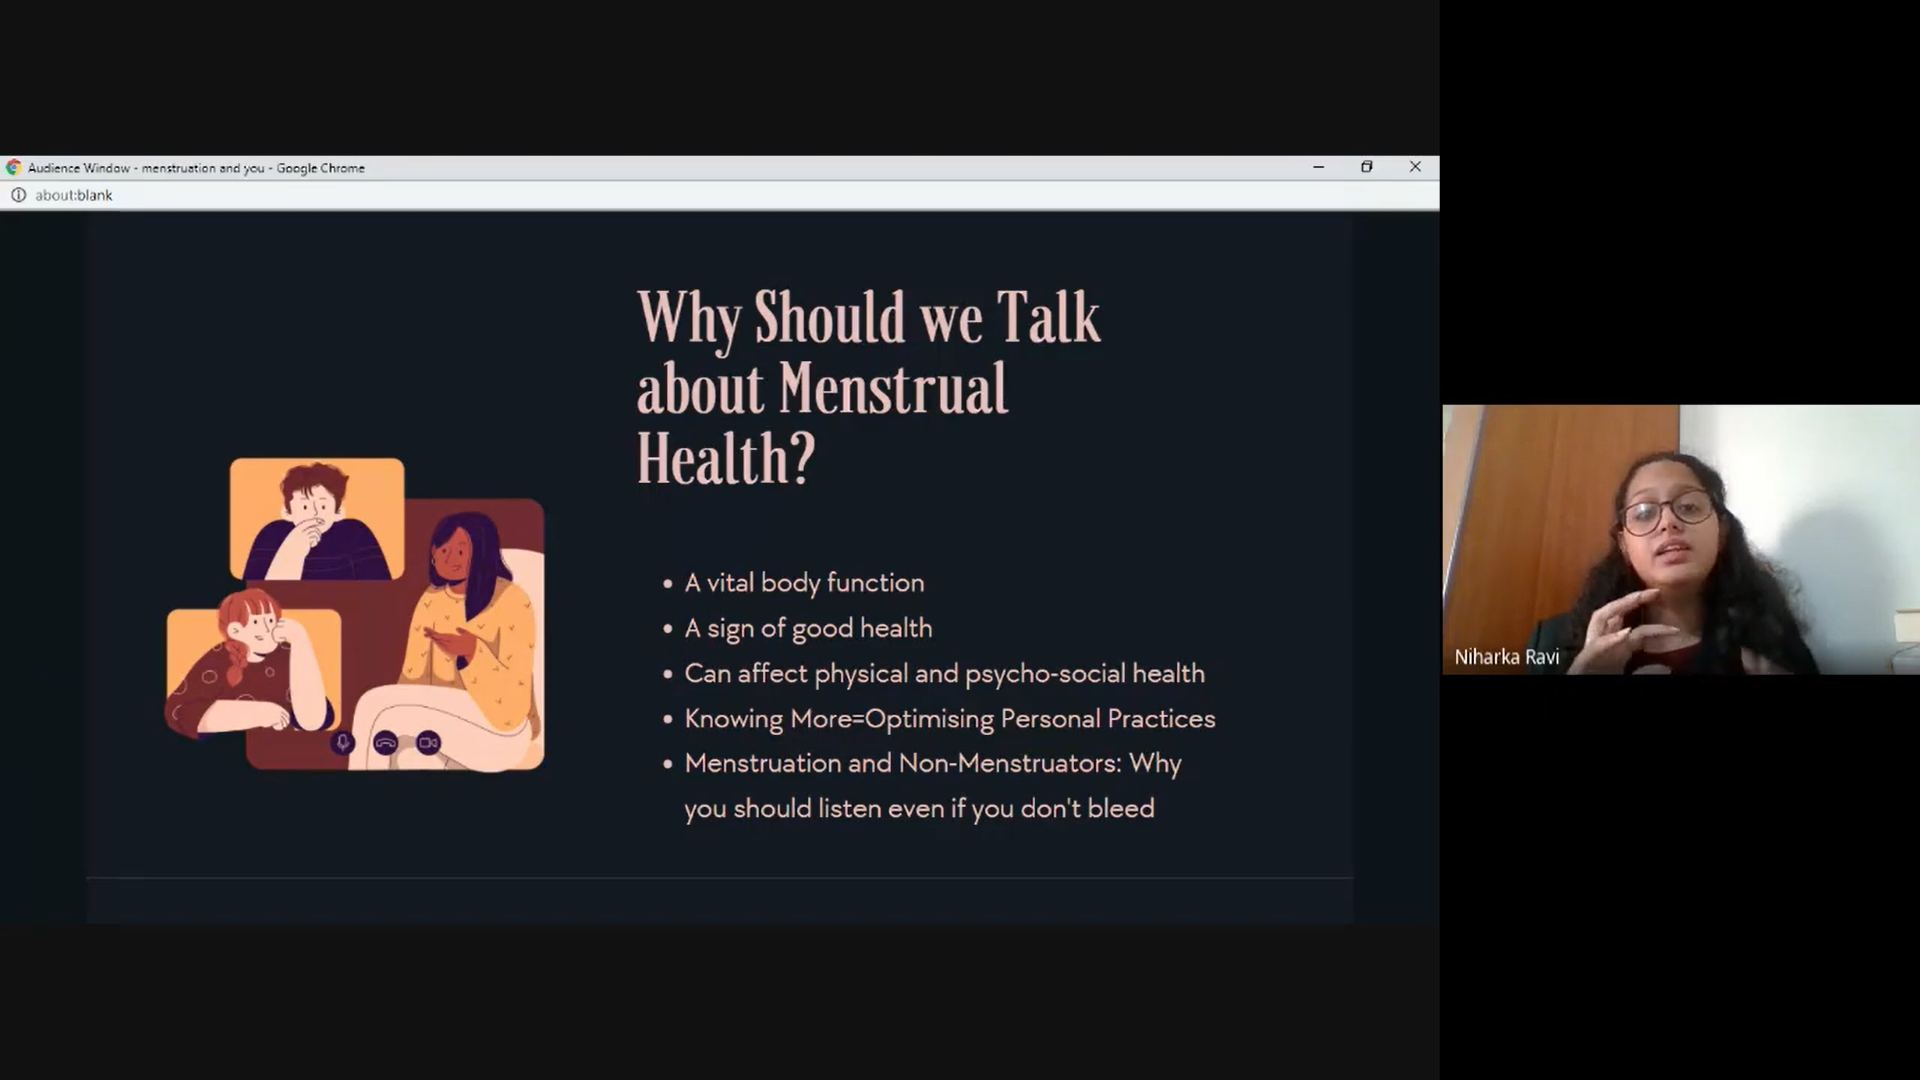 Audience Window - menstruation and you - Google Chrome
about:blank
Why Should we Talk
about Menstrual
Health?
• A vital body function
• A sign of good health
• Can affect physical and psycho-social health
• Knowing More=Optimising Personal Practices
• Menstruation and Non-Menstruators: Why
you should listen even if you don't bleed
Niharka Ravi